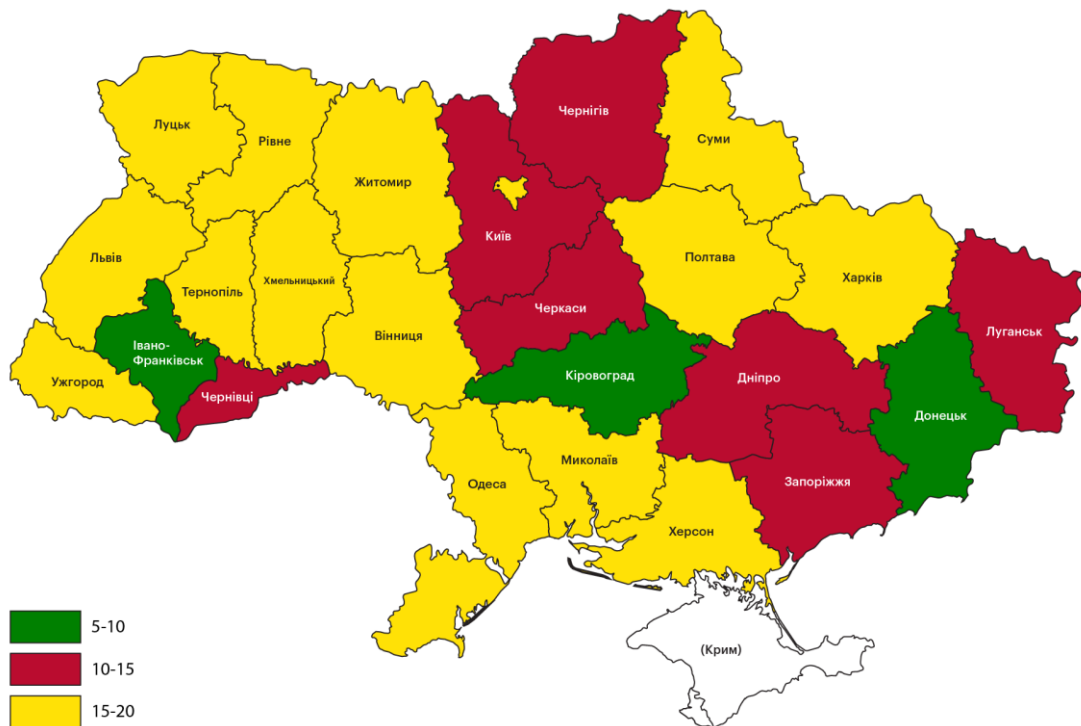 Чернігів
Луцьк
Рівне
Суми
Житомир
Київ
Львів
Полтава
Харків
Тернопіль
Хмельницький
Черкаси
Вінниця
Луганськ
Івано-
Франківськ
Ужгород
Чернівці
Кіровоград
Дніпро
Донецьк
Миколаїв
Одеса
Запоріжжя
Херсон
(Крим)
5-10
10-15
15-20